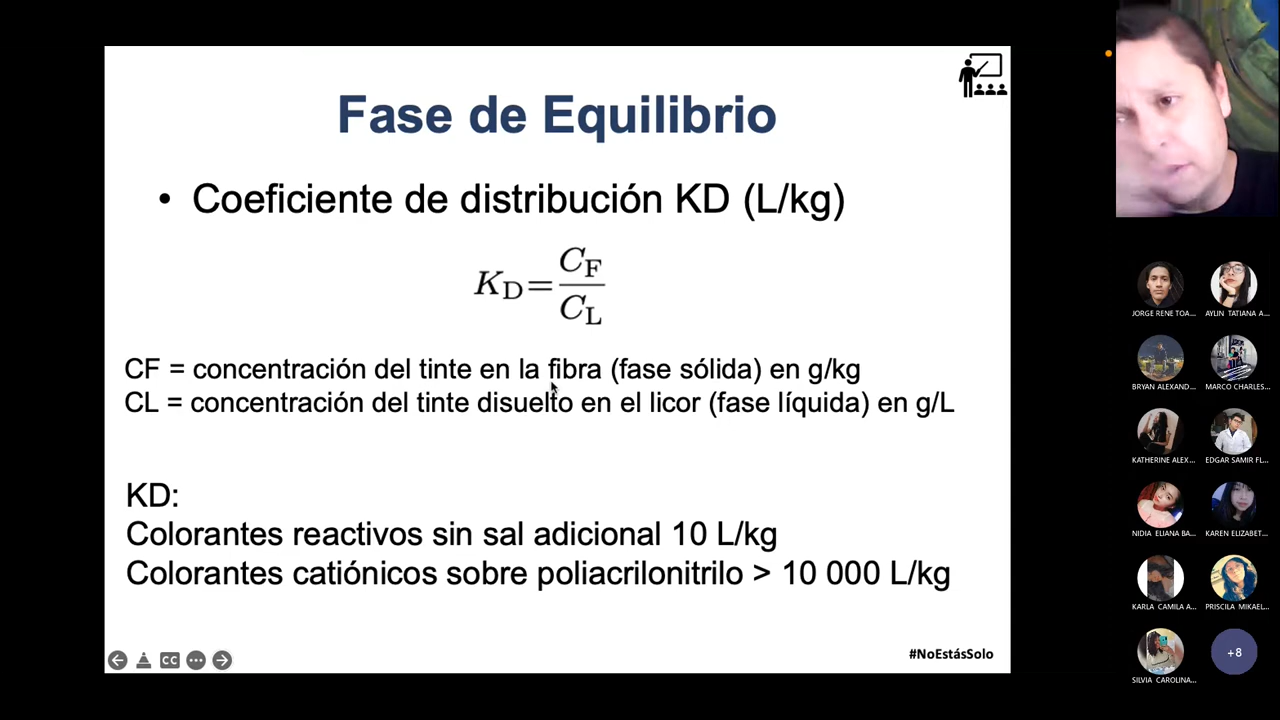 Fase de Equilibrio
• Coeficiente de distribución KD (L/kg)
K_D = C_F / C_L
CF = concentración del tinte en la fibra (fase sólida) en g/kg
CL = concentración del tinte disuelto en el licor (fase líquida) en g/L
KD:
Colorantes reactivos sin sal adicional 10 L/kg
Colorantes catiónicos sobre poliacrilonitrilo > 10 000 L/kg
CC
#NoEstásSolo
JORGE RENE TOA... AYLIN TATIANA A...
BRYAN ALEXAND... MARCO CHARLES...
KATHERINE ALEX... EDGAR SAMIR FL...
NIDIA ELIANA BA... KAREN ELIZABET...
KARLA CAMILA A... PRISCILA MIKAEL...
SILVIA CAROLINA... +8